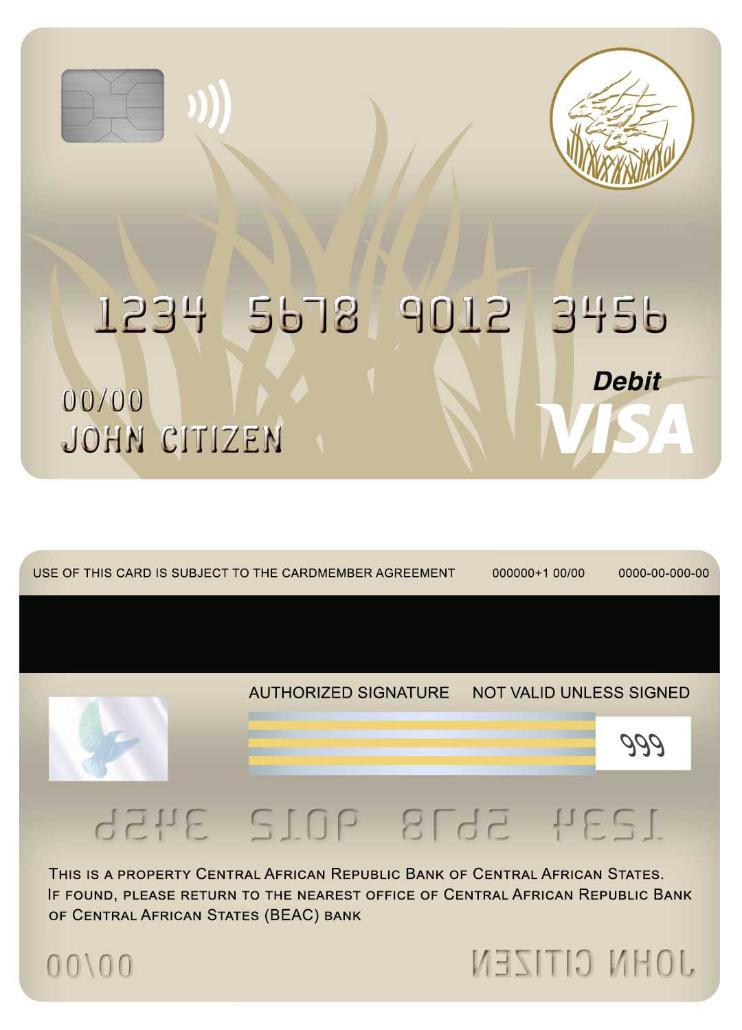 1234 5678 9012 3456
Debit
00/00
VISA
JOHN CITIZEN
USE OF THIS CARD IS SUBJECT TO THE CARDMEMBER AGREEMENT 000000+1 00/00 0000-00-000-00
AUTHORIZED SIGNATURE NOT VALID UNLESS SIGNED
999
1234 5678 9012 3456
THIS IS A PROPERTY CENTRAL AFRICAN REPUBLIC BANK OF CENTRAL AFRICAN STATES.
IF FOUND, PLEASE RETURN TO THE NEAREST OFFICE OF CENTRAL AFRICAN REPUBLIC BANK
OF CENTRAL AFRICAN STATES (BEAC) BANK
00/00 JOHN CITIZEN